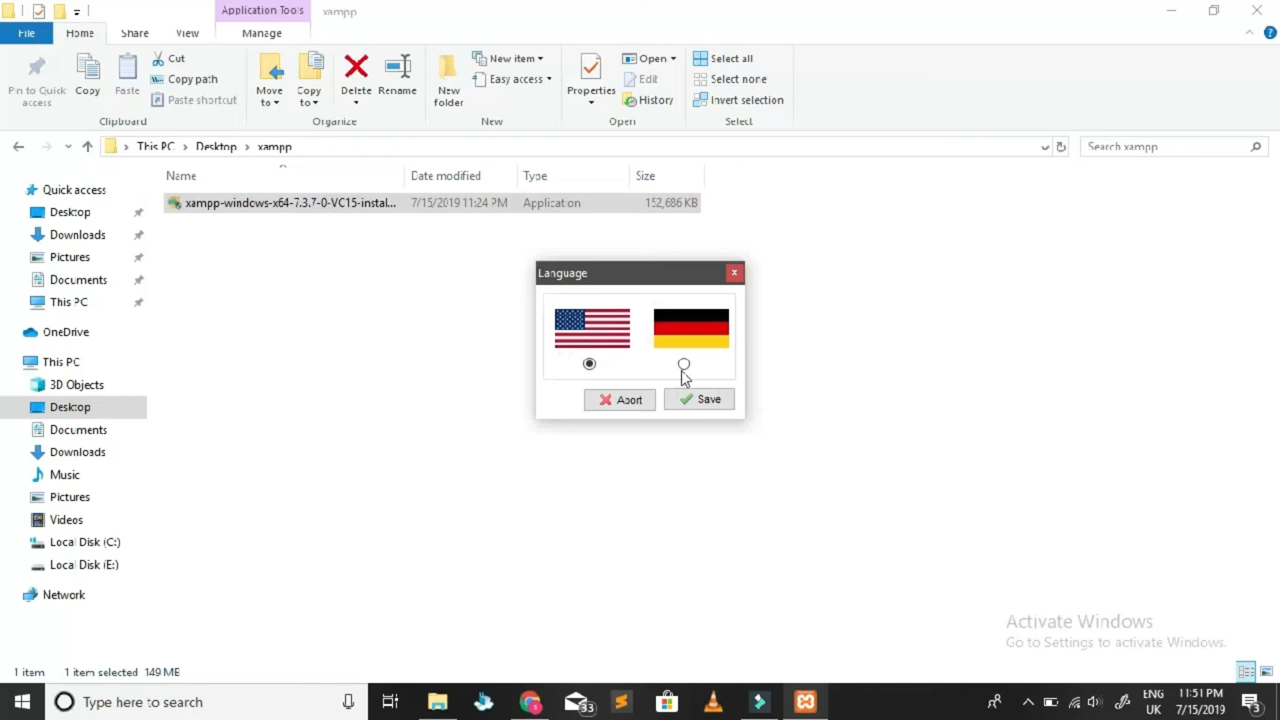 Application Tools
xampp
File
Home
Share
View
Manage
Pin to Quick access
Copy
Paste
Cut
Copy path
Paste shortcut
Clipboard
Move to
Copy to
Delete
Rename
Organize
New folder
New item
Easy access
New
Properties
Open
Edit
History
Open
Select all
Select none
Invert selection
Select
This PC > Desktop > xampp
Search xampp
Name
Date modified
Type
Size
xampp-windows-x64-7.3.7-0-VC15-instal...
7/15/2019 11:24 PM
Application
152,686 KB
Quick access
Desktop
Downloads
Pictures
Documents
This PC
OneDrive
This PC
3D Objects
Desktop
Documents
Downloads
Music
Pictures
Videos
Local Disk (C:)
Local Disk (E:)
Network
Language
Abort
Save
Activate Windows
Go to Settings to activate Windows.
1 item
1 item selected 149 MB
Type here to search
33
ENG
UK
11:51 PM
7/15/2019
3